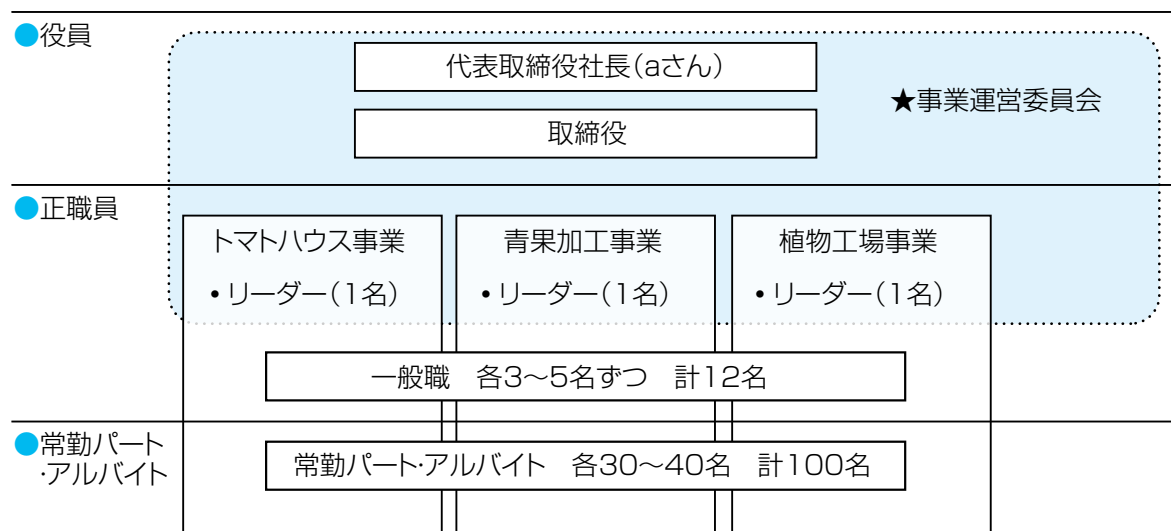 ●役員
代表取締役社長(aさん)
★事業運営委員会
取締役
●正職員
トマトハウス事業
•リーダー(1名)
青果加工事業
•リーダー(1名)
植物工場事業
•リーダー(1名)
一般職 各3〜5名ずつ 計12名
●常勤パート
・アルバイト
常勤パート・アルバイト 各30〜40名 計100名